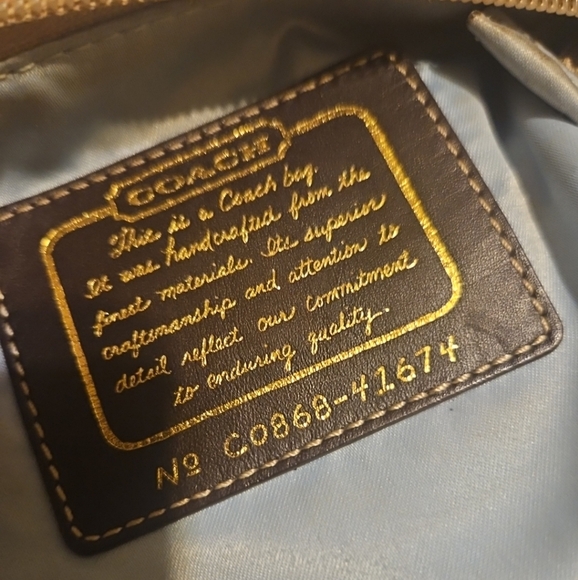 COACH
This is a Coach bag.
It was handcrafted from the
finest materials. Its superior
craftsmanship and attention to
detail reflect our commitment
to enduring quality.
Nº C0868-41674